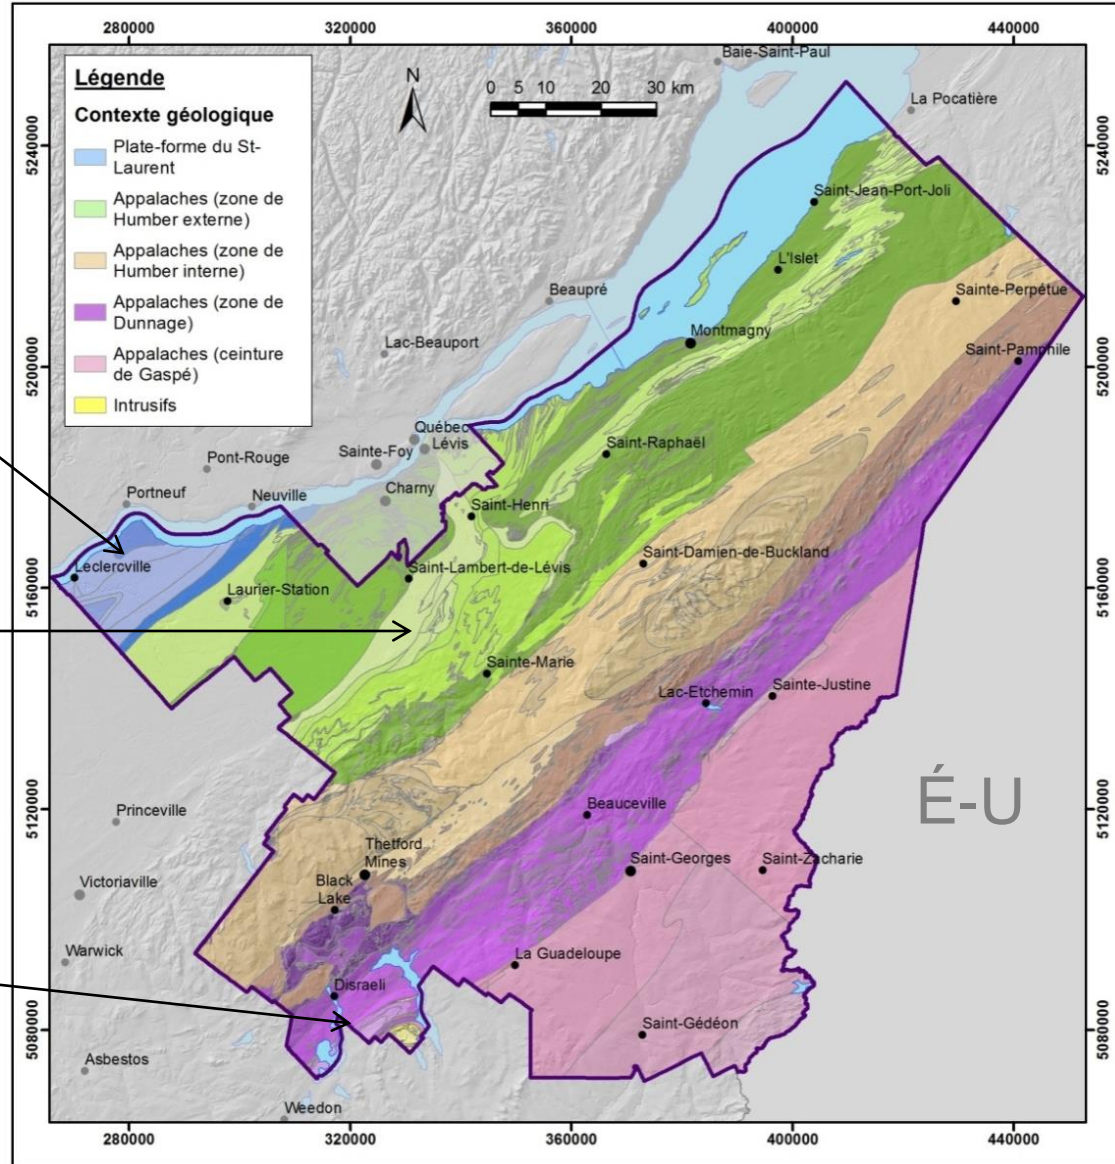 280000 320000 360000 400000 440000
Légende
Contexte géologique
Plate-forme du St-
Laurent
Appalaches (zone de
Humber externe)
Appalaches (zone de
Humber interne)
Appalaches (zone de
Dunnage)
Appalaches (ceinture
de Gaspé)
Intrusifs
N
0 5 10 20 30 km
Baie-Saint-Paul
La Pocatière
5240000 5240000
Saint-Jean-Port-Joli
L'Islet
Beaupré
Sainte-Perpétue
Montmagny
Lac-Beauport
Saint-Pamphile
5200000 5200000
Québec
Lévis
Sainte-Foy
Saint-Raphaël
Pont-Rouge
Portneuf
Neuville
Charny
Saint-Henri
Saint-Damien-de-Buckland
Leclercville
Saint-Lambert-de-Lévis
5160000 5160000
Laurier-Station
Sainte-Marie
Lac-Etchemin
Sainte-Justine
É-U
5120000 5120000
Beauceville
Princeville
Thetford
Mines
Saint-Georges
Saint-Zacharie
Victoriaville
Black
Lake
Warwick
La Guadeloupe
Disraeli
5080000 5080000
Saint-Gédéon
Asbestos
Weedon
280000 320000 360000 400000 440000